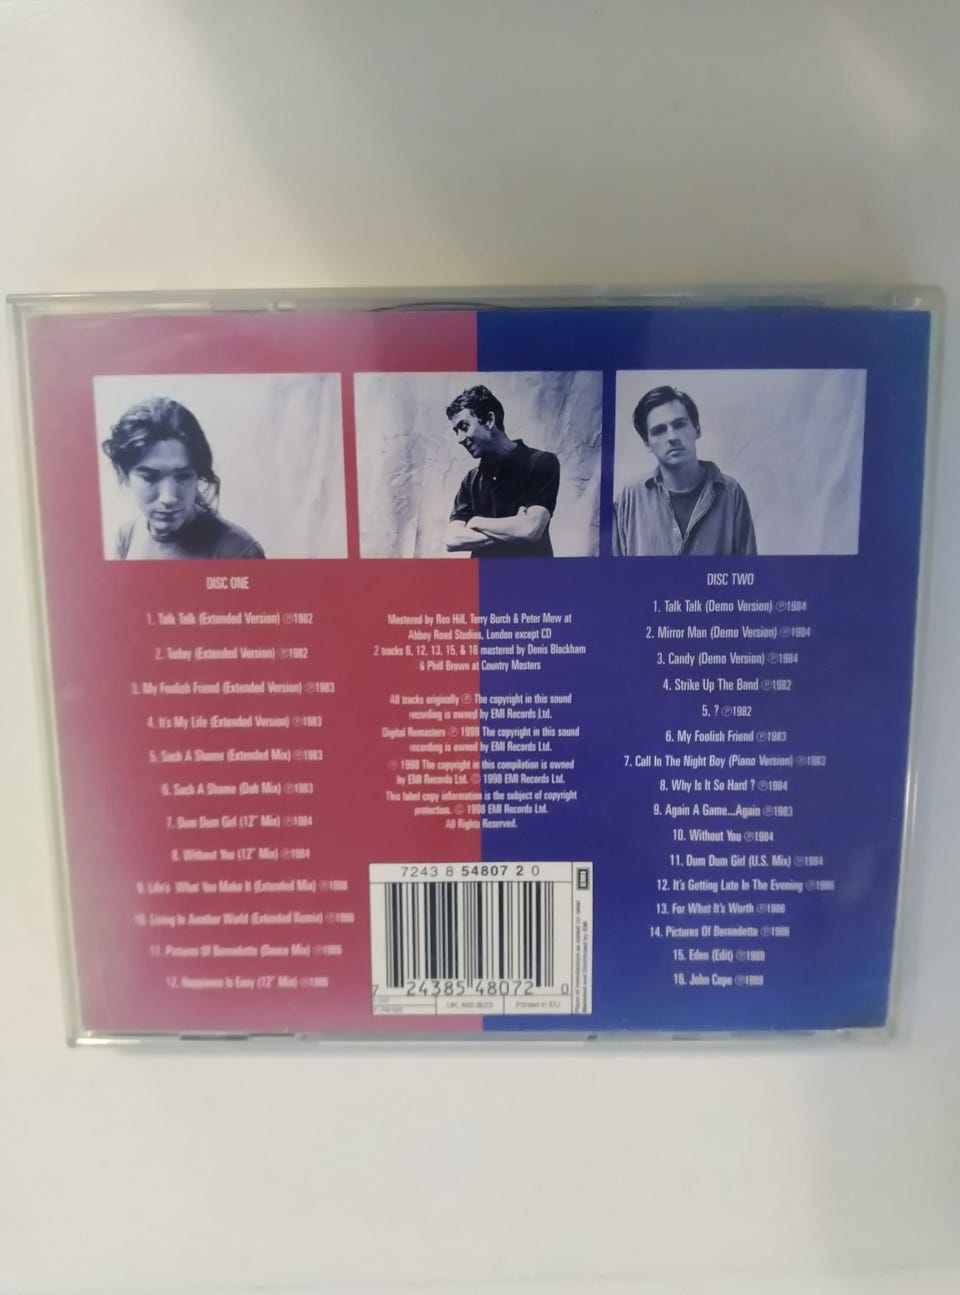 DISC ONE
1. Talk Talk (Extended Version) ℗1982
2. Today (Extended Version) ℗1982
3. My Foolish Friend (Extended Version) ℗1983
4. It's My Life (Extended Version) ℗1983
5. Such A Shame (Extended Mix) ℗1983
6. Such A Shame (Dub Mix) ℗1983
7. Dum Dum Girl (12" Mix) ℗1984
8. Without You (12" Mix) ℗1984
9. Life's What You Make It (Extended Mix) ℗1986
10. Living In Another World (Extended Remix) ℗1986
11. Pictures Of Bernadette (Dance Mix) ℗1986
12. Happiness Is Easy (12" Mix) ℗1986
Mastered by Ron Hill, Terry Burch & Peter Mew at
Abbey Road Studios, London except CD
2 tracks 6, 12, 13, 15, & 16 mastered by Denis Blackham
& Phill Brown at Country Masters
All tracks originally ℗ The copyright in this sound
recording is owned by EMI Records Ltd.
Digital Remasters ℗ 1998 The copyright in this sound
recording is owned by EMI Records Ltd.
℗ 1998 The copyright in this compilation is owned
by EMI Records Ltd. © 1998 EMI Records Ltd.
This label copy information is the subject of copyright
protection. © 1998 EMI Records Ltd.
All Rights Reserved.
7243 8 54807 2 0
EMI
7 24385 48072 0
Printed in EU
DISC TWO
1. Talk Talk (Demo Version) ℗1984
2. Mirror Man (Demo Version) ℗1984
3. Candy (Demo Version) ℗1984
4. Strike Up The Band ℗1982
5. ? ℗1982
6. My Foolish Friend ℗1983
7. Call In The Night Boy (Piano Version) ℗1983
8. Why Is It So Hard ? ℗1984
9. Again A Game...Again ℗1983
10. Without You ℗1984
11. Dum Dum Girl (U.S. Mix) ℗1984
12. It's Getting Late In The Evening ℗1986
13. For What It's Worth ℗1986
14. Pictures Of Bernadette ℗1986
15. Eden (Edit) ℗1988
16. John Cope ℗1988